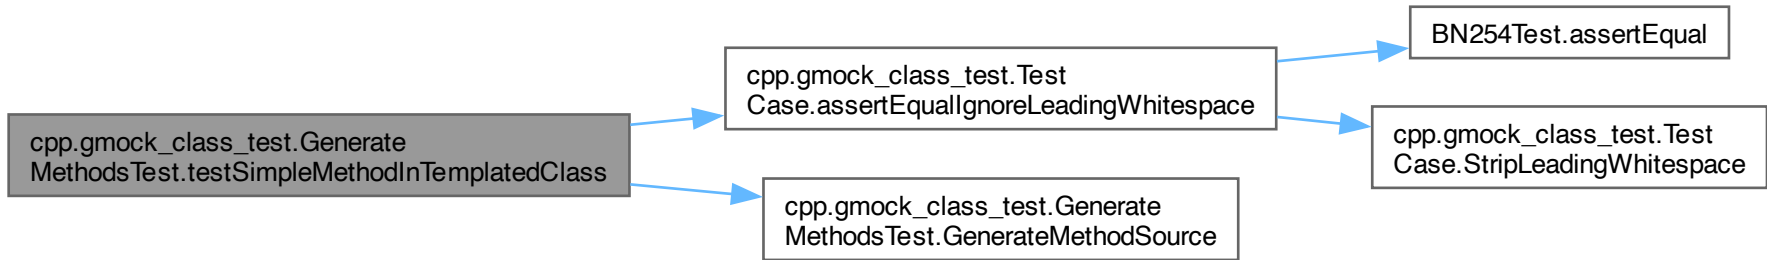 cpp.gmock_class_test.Generate
MethodsTest.testSimpleMethodInTemplatedClass
cpp.gmock_class_test.Test
Case.assertEqualIgnoreLeadingWhitespace
BN254Test.assertEqual
cpp.gmock_class_test.Test
Case.StripLeadingWhitespace
cpp.gmock_class_test.Generate
MethodsTest.GenerateMethodSource